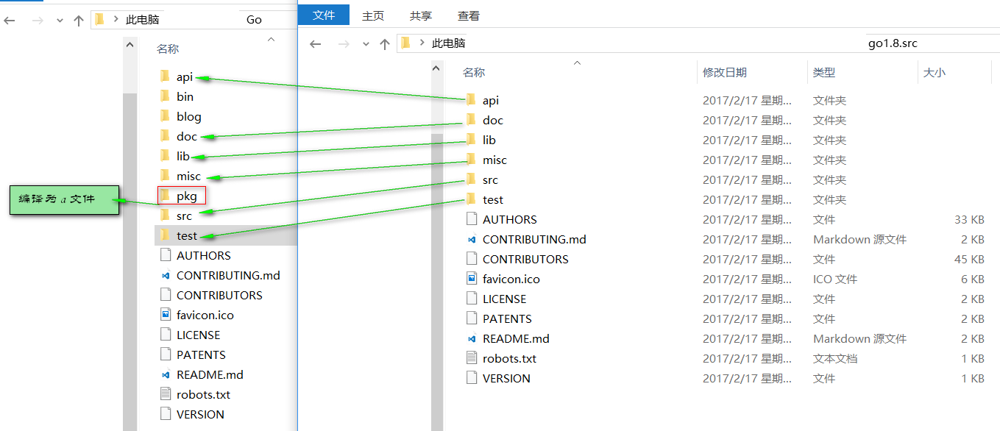 此电脑 Go
名称
api
bin
blog
doc
lib
misc
pkg
src
test
AUTHORS
CONTRIBUTING.md
CONTRIBUTORS
favicon.ico
LICENSE
PATENTS
README.md
robots.txt
VERSION
编译为a文件
文件 主页 共享 查看
此电脑 go1.8.src
名称 修改日期 类型 大小
api 2017/2/17 星期... 文件夹
doc 2017/2/17 星期... 文件夹
lib 2017/2/17 星期... 文件夹
misc 2017/2/17 星期... 文件夹
src 2017/2/17 星期... 文件夹
test 2017/2/17 星期... 文件夹
AUTHORS 2017/2/17 星期... 文件 33 KB
CONTRIBUTING.md 2017/2/17 星期... Markdown 源文件 2 KB
CONTRIBUTORS 2017/2/17 星期... 文件 45 KB
favicon.ico 2017/2/17 星期... ICO 文件 6 KB
LICENSE 2017/2/17 星期... 文件 2 KB
PATENTS 2017/2/17 星期... 文件 2 KB
README.md 2017/2/17 星期... Markdown 源文件 2 KB
robots.txt 2017/2/17 星期... 文本文档 1 KB
VERSION 2017/2/17 星期... 文件 1 KB